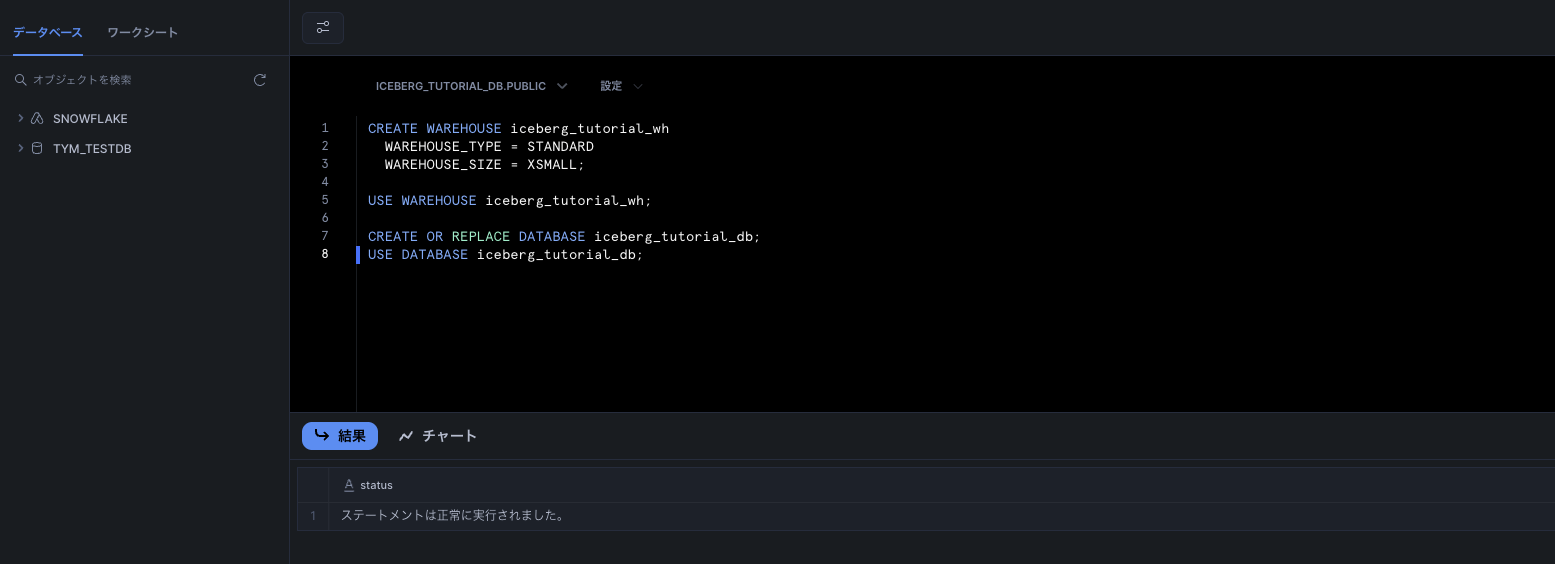 データベース ワークシート
オブジェクトを検索
SNOWFLAKE
TYM_TESTDB
ICEBERG_TUTORIAL_DB.PUBLIC 設定
1 CREATE WAREHOUSE iceberg_tutorial_wh
2 WAREHOUSE_TYPE = STANDARD
3 WAREHOUSE_SIZE = XSMALL;
4
5 USE WAREHOUSE iceberg_tutorial_wh;
6
7 CREATE OR REPLACE DATABASE iceberg_tutorial_db;
8 USE DATABASE iceberg_tutorial_db;
結果 チャート
A status
1 ステートメントは正常に実行されました。